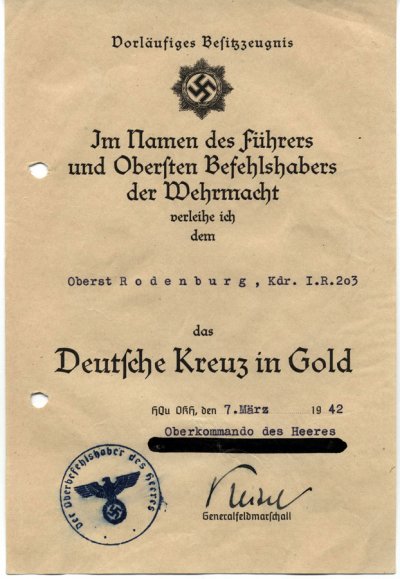 Vorläufiges Besitzzeugnis
Im Namen des Führers
und Obersten Befehlshabers
der Wehrmacht
verleihe ich
dem
Oberst Rodenburg, Kdr. I.R.203
das
Deutsche Kreuz in Gold
HQu OKH, den 7. März 1942
Oberkommando des Heeres
Keitel
Generalfeldmarschall
Der Oberbefehlshaber des Heeres